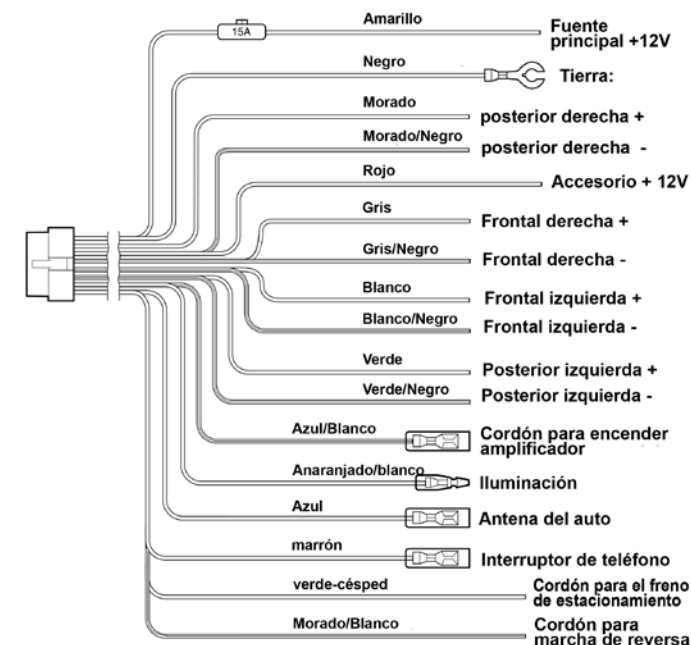 Amarillo
15A
Fuente
principal +12V
Negro
Tierra:
Morado
posterior derecha +
Morado/Negro
posterior derecha -
Rojo
Accesorio + 12V
Gris
Frontal derecha +
Gris/Negro
Frontal derecha -
Blanco
Frontal izquierda +
Blanco/Negro
Frontal izquierda -
Verde
Posterior izquierda +
Verde/Negro
Posterior izquierda -
Azul/Blanco
Cordón para encender
amplificador
Anaranjado/blanco
Iluminación
Azul
Antena del auto
marrón
Interruptor de teléfono
verde-césped
Cordón para el freno
de estacionamiento
Morado/Blanco
Cordón para
marcha de reversa